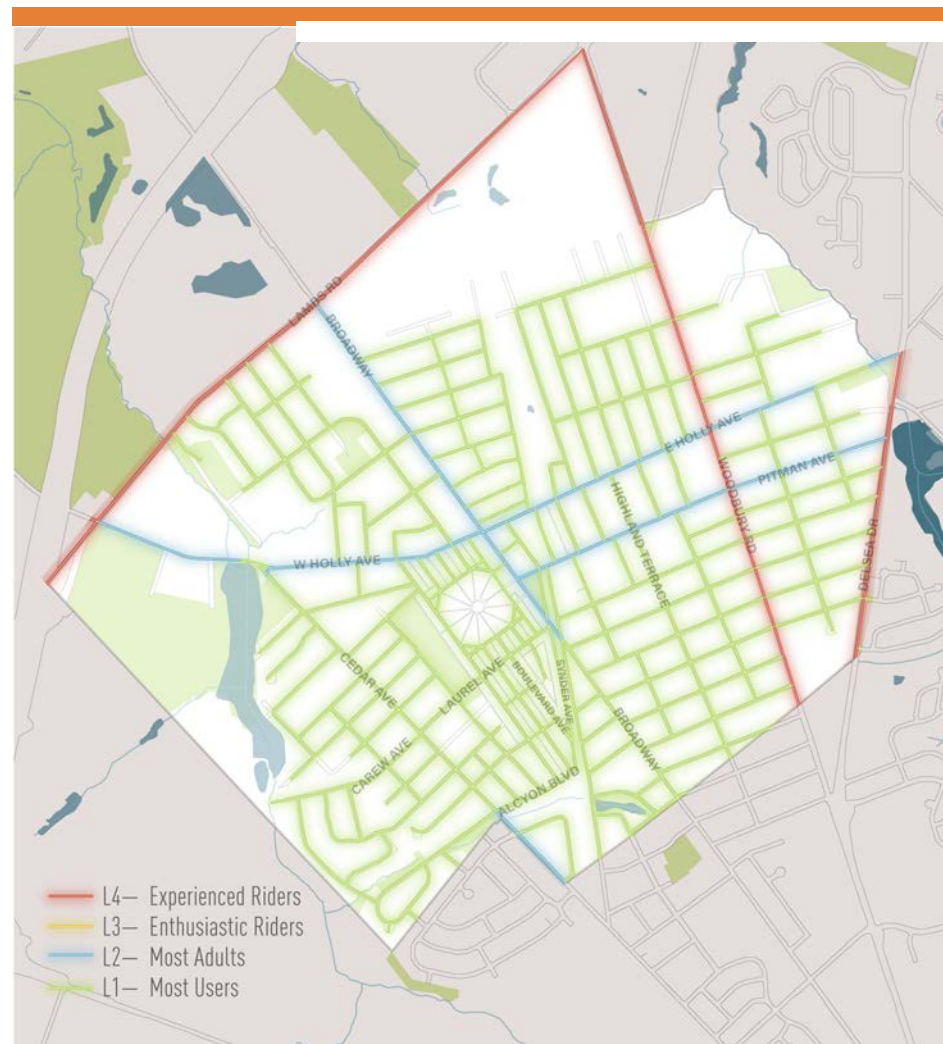 LAMBS RD
BROADWAY
E HOLLY AVE
PITMAN AVE
WOODBURY RD
HIGHLAND TERRACE
DELSEA DR
W HOLLY AVE
CEDAR AVE
LAUREL AVE
BOULEVARD AVE
SYNDER AVE
BROADWAY
CAREW AVE
ALCYON BLVD
L4— Experienced Riders
L3— Enthusiastic Riders
L2— Most Adults
L1— Most Users